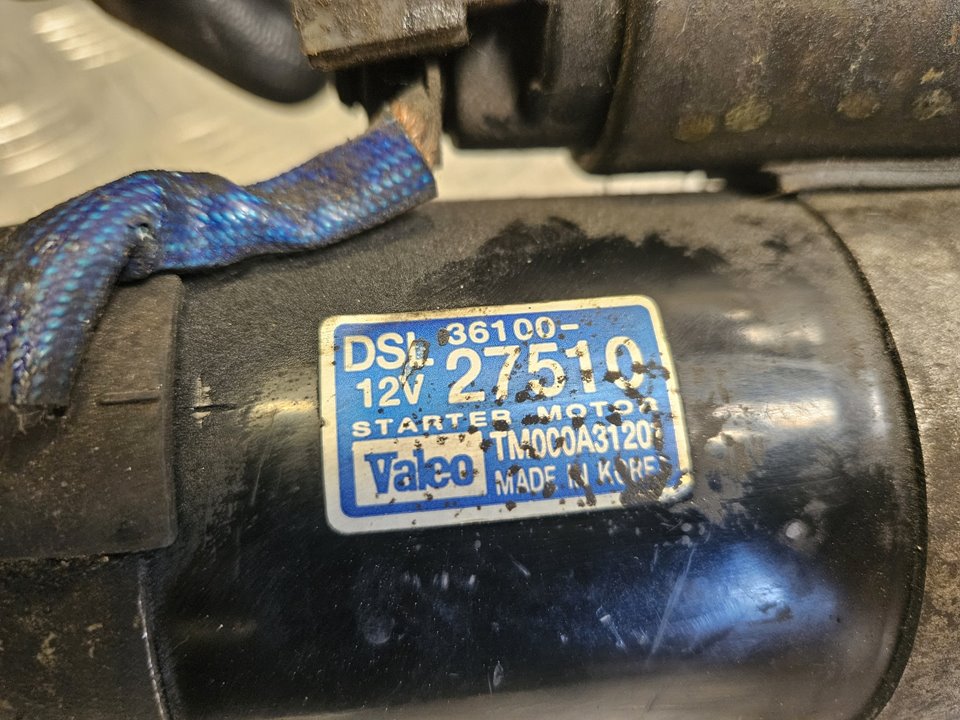 36100-
DSL 27510
12V
STARTER MOTOR
Valeo TM000A31201
MADE IN KOREA